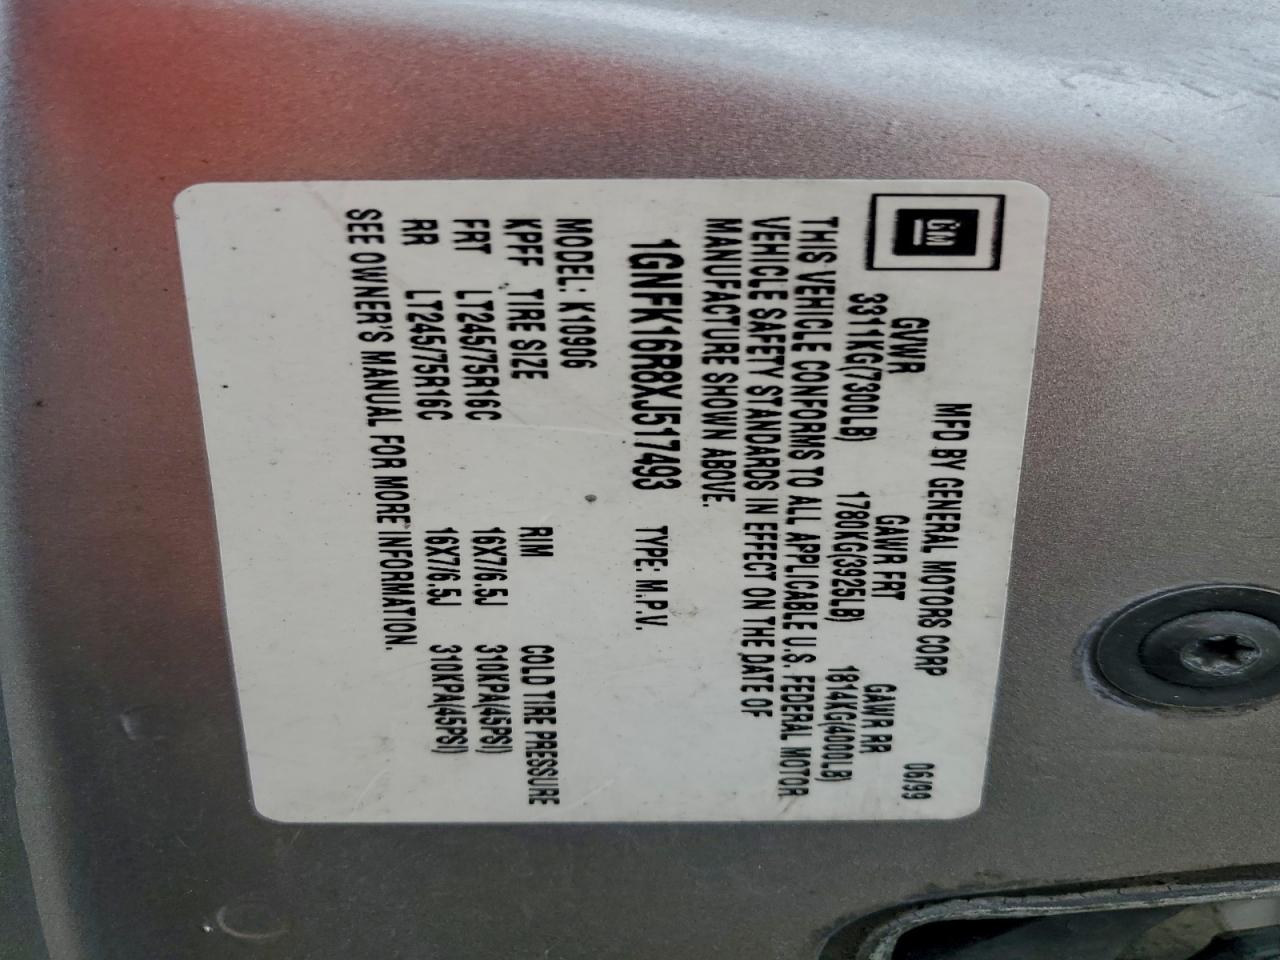 GM
MFD BY GENERAL MOTORS CORP 06/99
GVWR GAWR FRT GAWR RR
3311KG(7300LB) 1780KG(3925LB) 1814KG(4000LB)
THIS VEHICLE CONFORMS TO ALL APPLICABLE U.S. FEDERAL MOTOR
VEHICLE SAFETY STANDARDS IN EFFECT ON THE DATE OF
MANUFACTURE SHOWN ABOVE.
1GNFK16R8XJ517493 TYPE: M.P.V.
MODEL: K10906
KPFF TIRE SIZE RIM COLD TIRE PRESSURE
FRT LT245/75R16C 16X7/6.5J 310KPA(45PSI)
RR LT245/75R16C 16X7/6.5J 310KPA(45PSI)
SEE OWNER'S MANUAL FOR MORE INFORMATION.